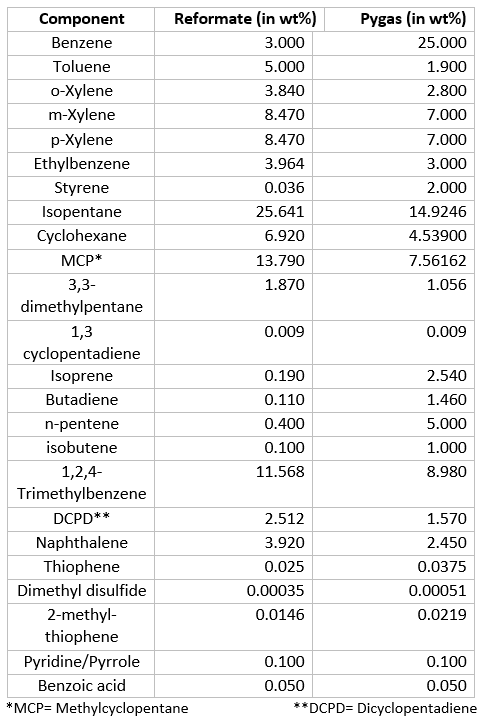 Component Reformate (in wt%) Pygas (in wt%)
Benzene 3.000 25.000
Toluene 5.000 1.900
o-Xylene 3.840 2.800
m-Xylene 8.470 7.000
p-Xylene 8.470 7.000
Ethylbenzene 3.964 3.000
Styrene 0.036 2.000
Isopentane 25.641 14.9246
Cyclohexane 6.920 4.53900
MCP* 13.790 7.56162
3,3- 1.870 1.056
dimethylpentane
1,3 0.009 0.009
cyclopentadiene
Isoprene 0.190 2.540
Butadiene 0.110 1.460
n-pentene 0.400 5.000
isobutene 0.100 1.000
1,2,4- 11.568 8.980
Trimethylbenzene
DCPD** 2.512 1.570
Naphthalene 3.920 2.450
Thiophene 0.025 0.0375
Dimethyl disulfide 0.00035 0.00051
2-methyl- 0.0146 0.0219
thiophene
Pyridine/Pyrrole 0.100 0.100
Benzoic acid 0.050 0.050
*MCP= Methylcyclopentane **DCPD= Dicyclopentadiene